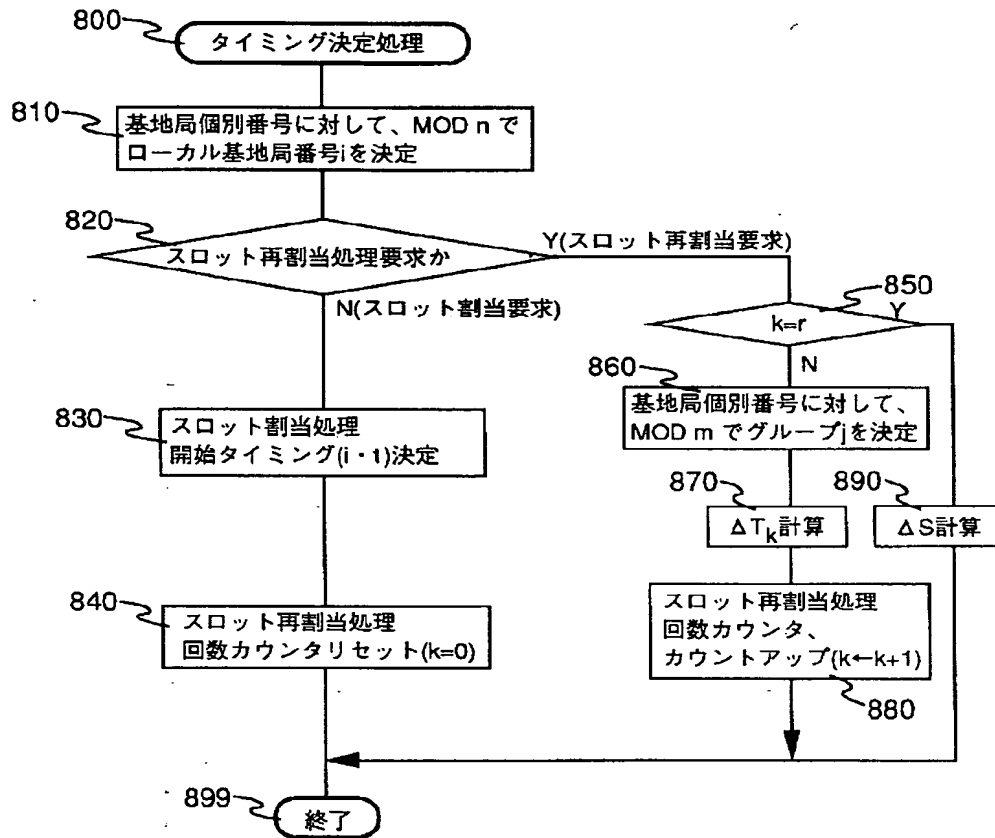 800
タイミング決定処理
810
基地局個別番号に対して、MOD n で
ローカル基地局番号iを決定
820
スロット再割当処理要求か
Y(スロット再割当要求)
N(スロット割当要求)
850
k=r
Y
N
860
基地局個別番号に対して、
MOD m でグループjを決定
830
スロット割当処理
開始タイミング(i・t)決定
870
ΔTk計算
890
ΔS計算
840
スロット再割当処理
回数カウンタリセット(k=0)
スロット再割当処理
回数カウンタ、
カウントアップ(k←k+1)
880
899
終了